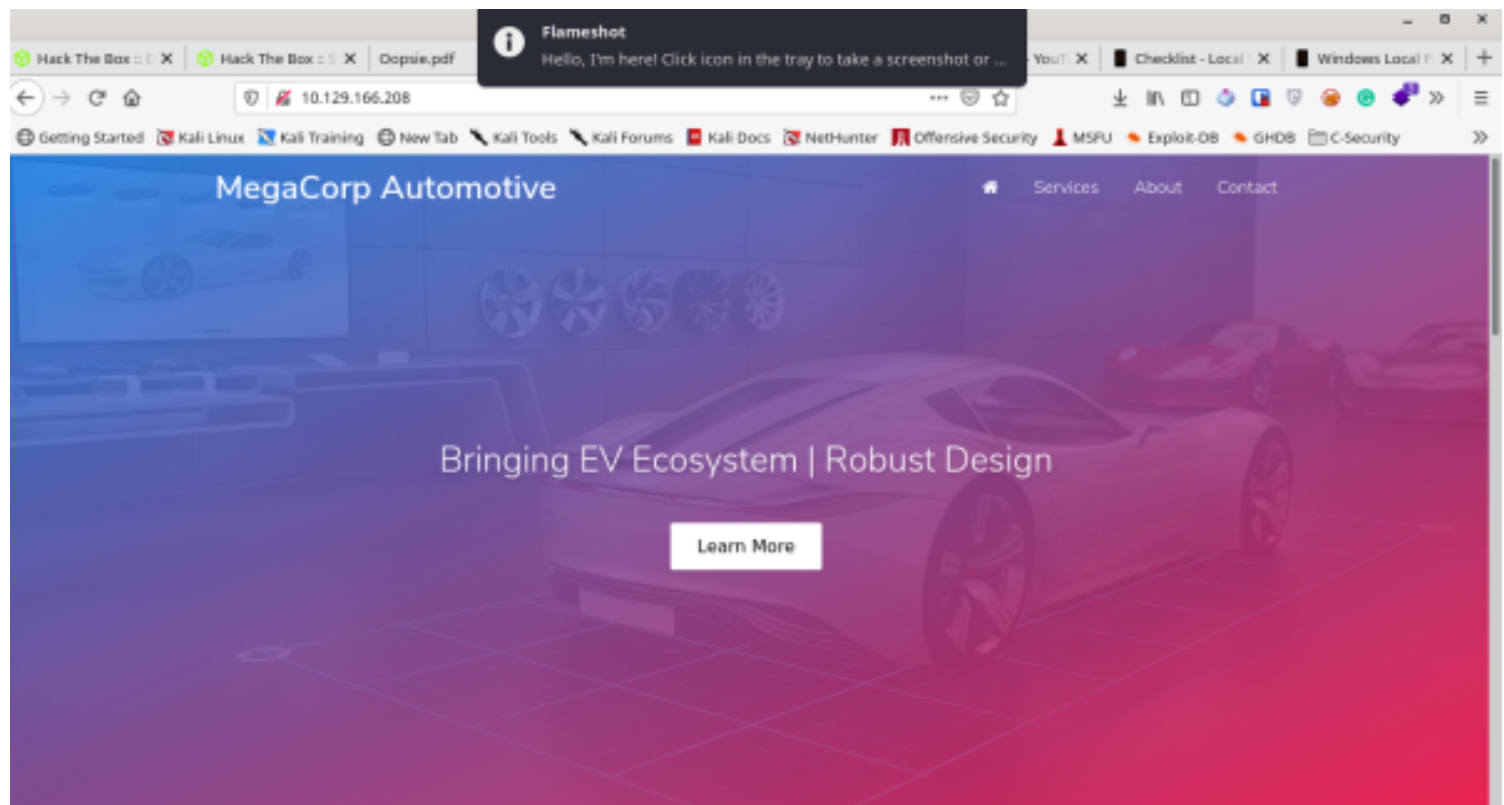 Flameshot
Hello, I'm here! Click icon in the tray to take a screenshot or ...
Hack The Box :: Hack The Box :: S Oopsie.pdf YouT Checklist - Local Windows Local P
10.129.166.208
Getting Started Kali Linux Kali Training New Tab Kali Tools Kali Forums Kali Docs NetHunter Offensive Security MSFU Exploit-DB GHDB C-Security
MegaCorp Automotive Services About Contact
Bringing EV Ecosystem | Robust Design
Learn More